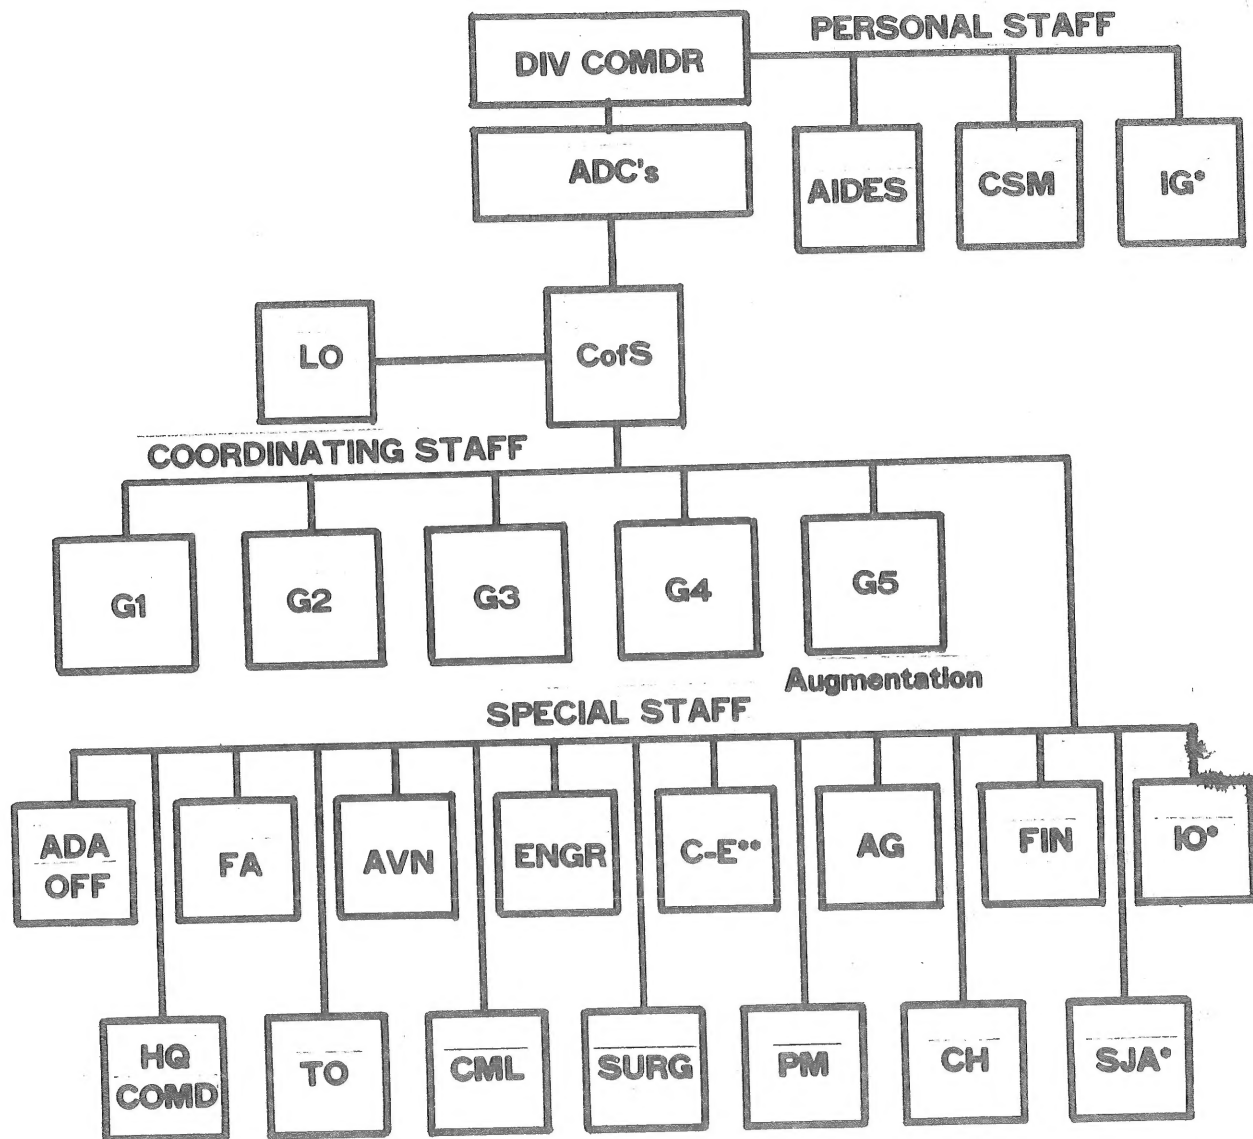 PERSONAL STAFF
DIV COMDR
ADC's
AIDES
CSM
IG*
LO
CofS
COORDINATING STAFF
G1
G2
G3
G4
G5
Augmentation
SPECIAL STAFF
ADA
OFF
FA
AVN
ENGR
C-E**
AG
FIN
IO*
HQ
COMD
TO
CML
SURG
PM
CH
SJA*